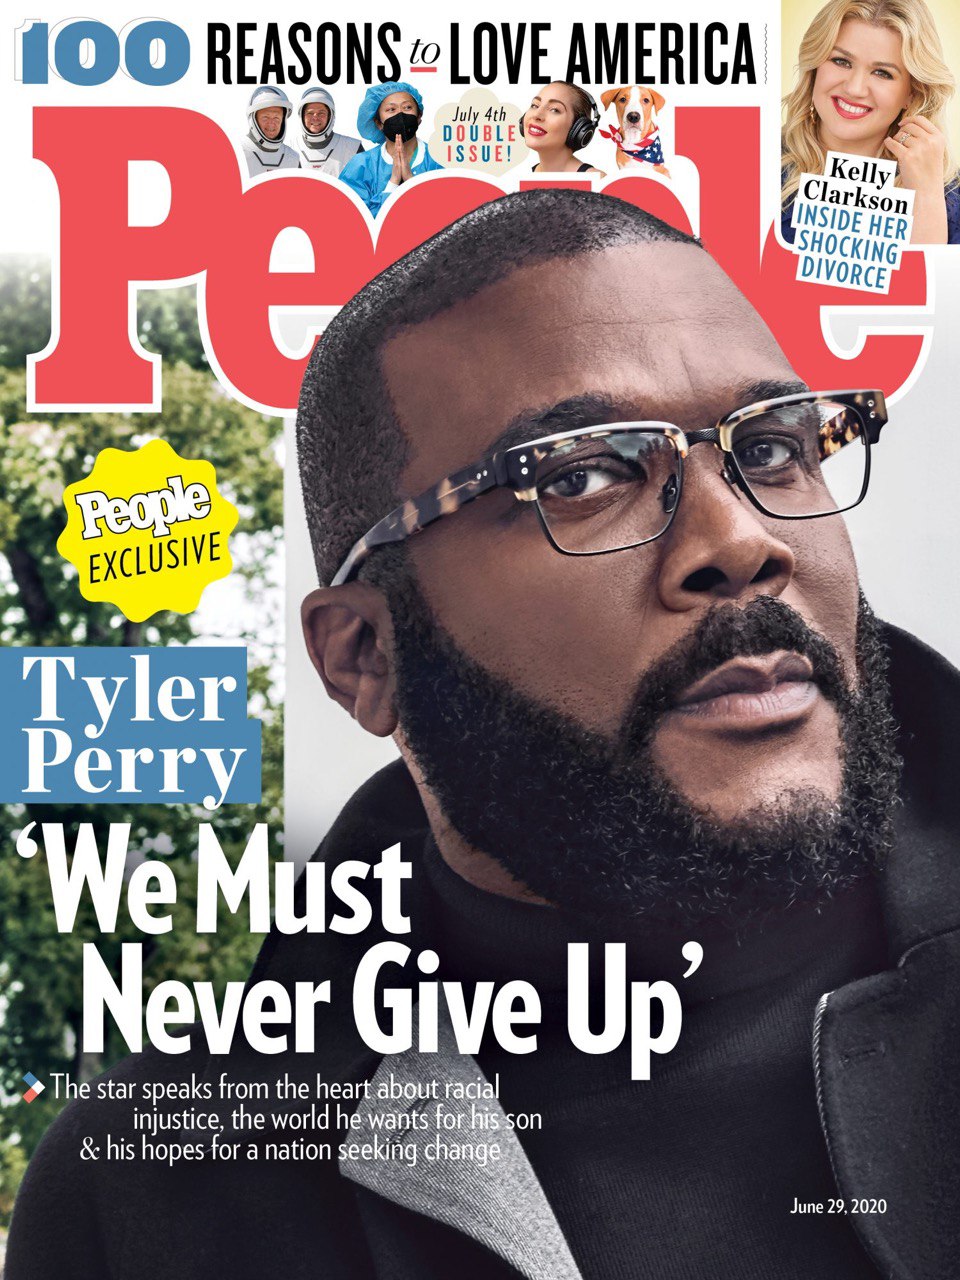 100 REASONS to LOVE AMERICA
People
July 4th
DOUBLE
ISSUE!
Kelly
Clarkson
INSIDE HER
SHOCKING
DIVORCE
People
EXCLUSIVE
Tyler
Perry
‘We Must
Never Give Up’
The star speaks from the heart about racial
injustice, the world he wants for his son
& his hopes for a nation seeking change
June 29, 2020